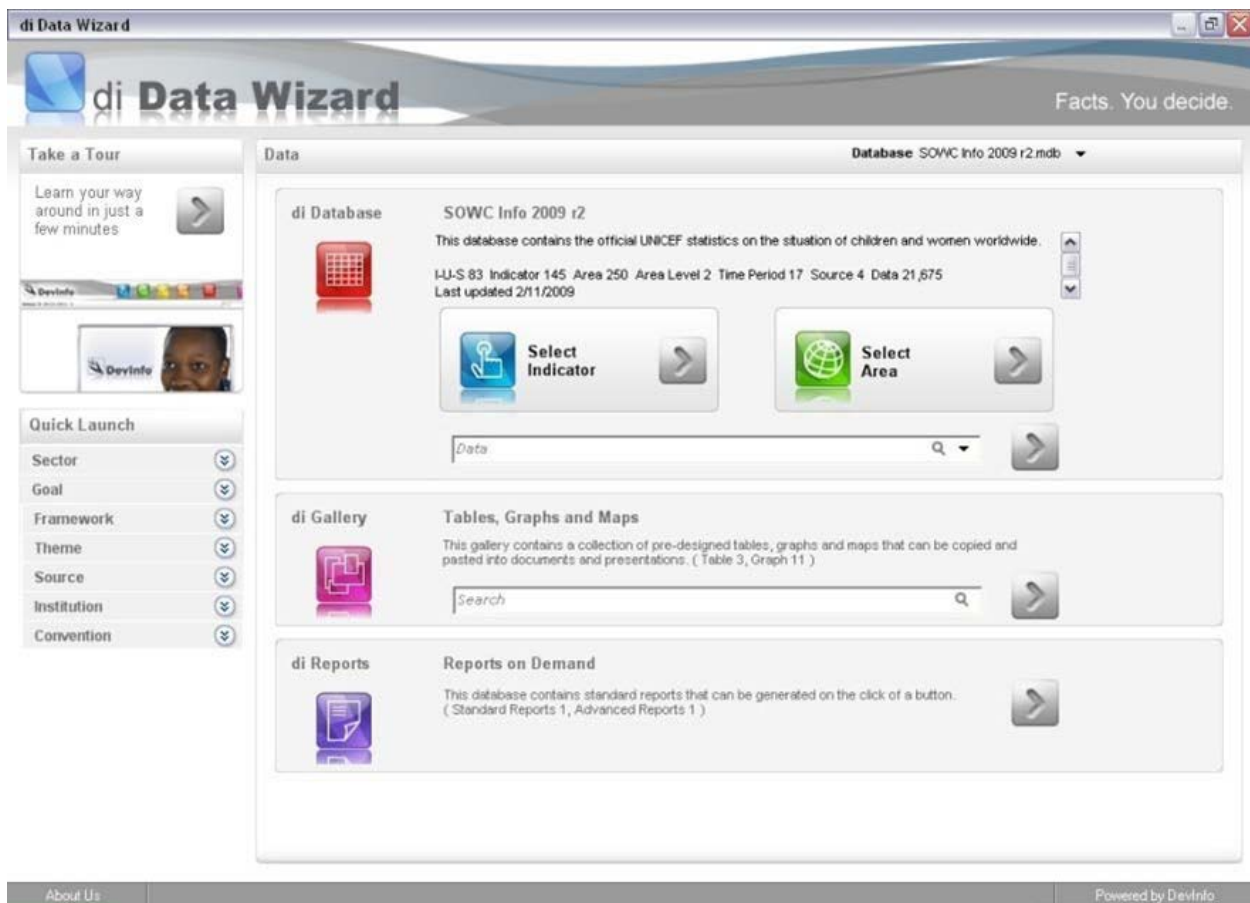 di Data Wizard
di Data Wizard
Facts. You decide.
Take a Tour
Learn your way
around in just a
few minutes
DevInfo
DevInfo
Quick Launch
Sector
Goal
Framework
Theme
Source
Institution
Convention
Data
Database SOWC Info 2009 r2.mdb
di Database
SOWC Info 2009 r2
This database contains the official UNICEF statistics on the situation of children and women worldwide.
I-U-S 83 Indicator 145 Area 250 Area Level 2 Time Period 17 Source 4 Data 21,675
Last updated 2/11/2009
Select
Indicator
Select
Area
Data
di Gallery
Tables, Graphs and Maps
This gallery contains a collection of pre-designed tables, graphs and maps that can be copied and
pasted into documents and presentations. ( Table 3, Graph 11 )
Search
di Reports
Reports on Demand
This database contains standard reports that can be generated on the click of a button.
( Standard Reports 1, Advanced Reports 1 )
About Us
Powered by DevInfo